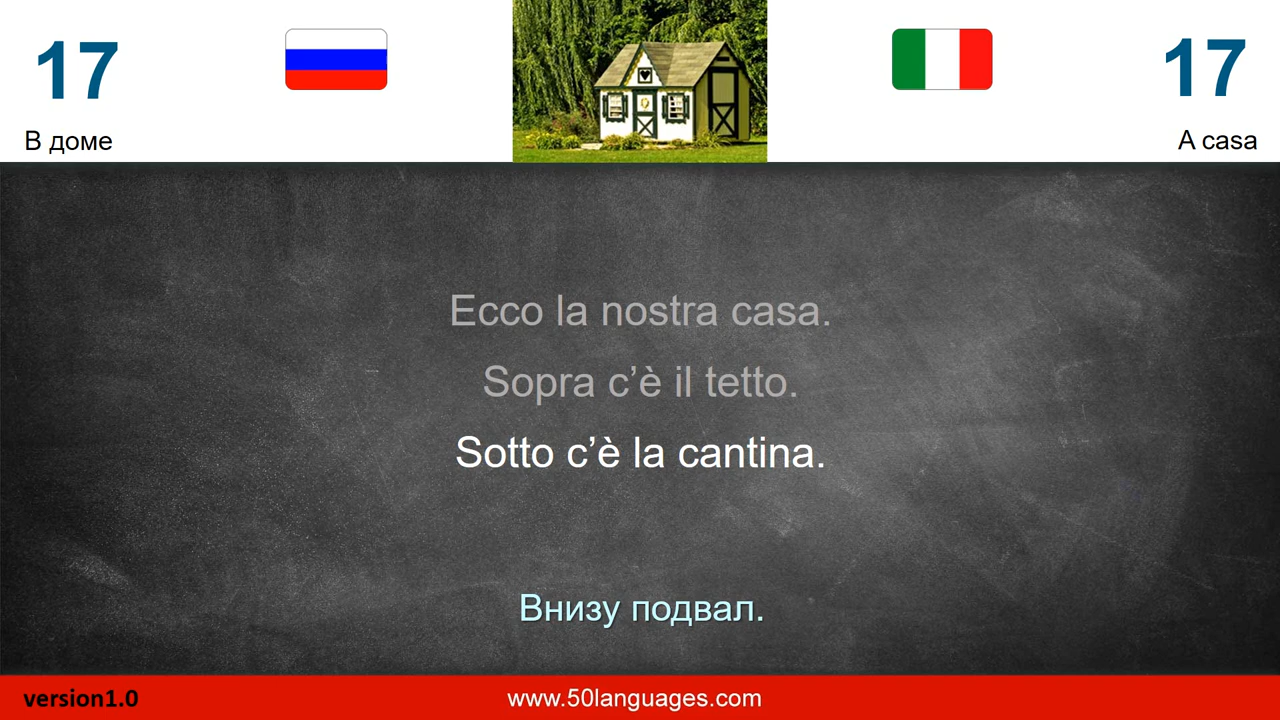 17
17
В доме
A casa
Ecco la nostra casa.
Sopra c’è il tetto.
Sotto c’è la cantina.
Внизу подвал.
version1.0
www.50languages.com